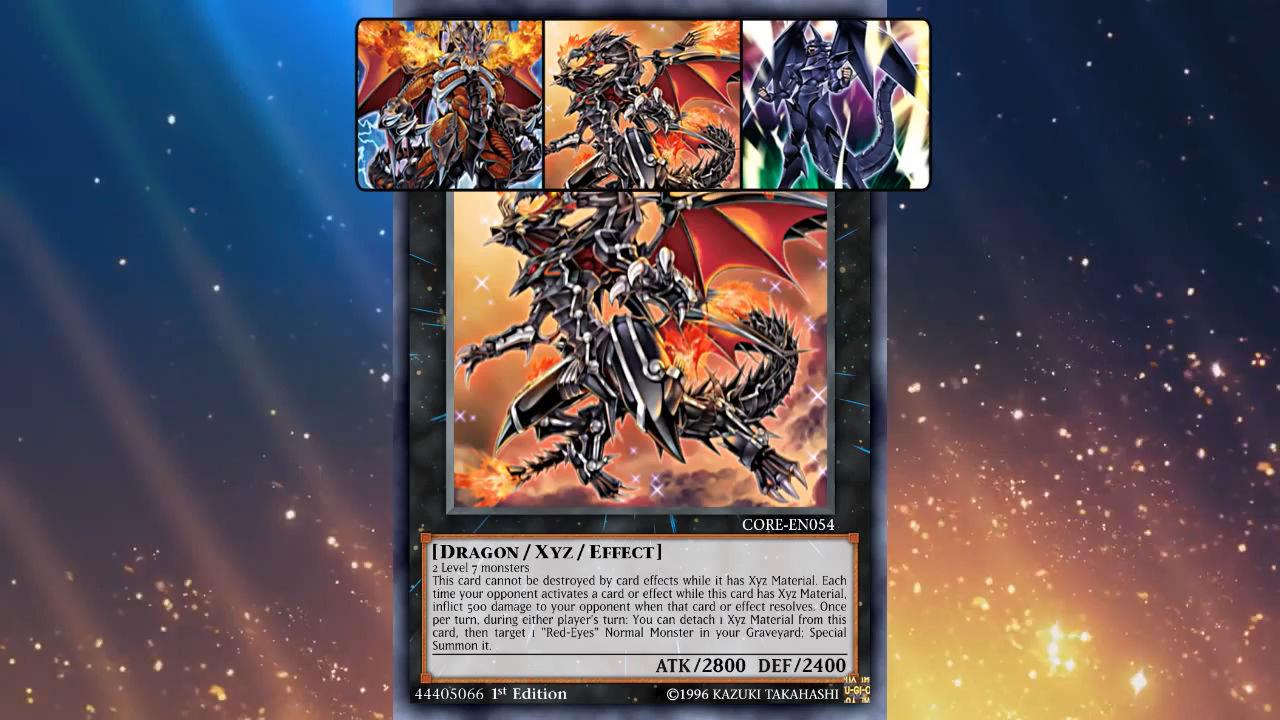 CORE-EN054
[DRAGON / XYZ / EFFECT]
2 Level 7 monsters
This card cannot be destroyed by card effects while it has Xyz Material. Each
time your opponent activates a card or effect while this card has Xyz Material,
inflict 500 damage to your opponent when that card or effect resolves. Once
per turn, during either player's turn: You can detach 1 Xyz Material from this
card, then target 1 "Red-Eyes" Normal Monster in your Graveyard; Special
Summon it.
ATK/2800 DEF/2400
44405066 1st Edition ©1996 KAZUKI TAKAHASHI